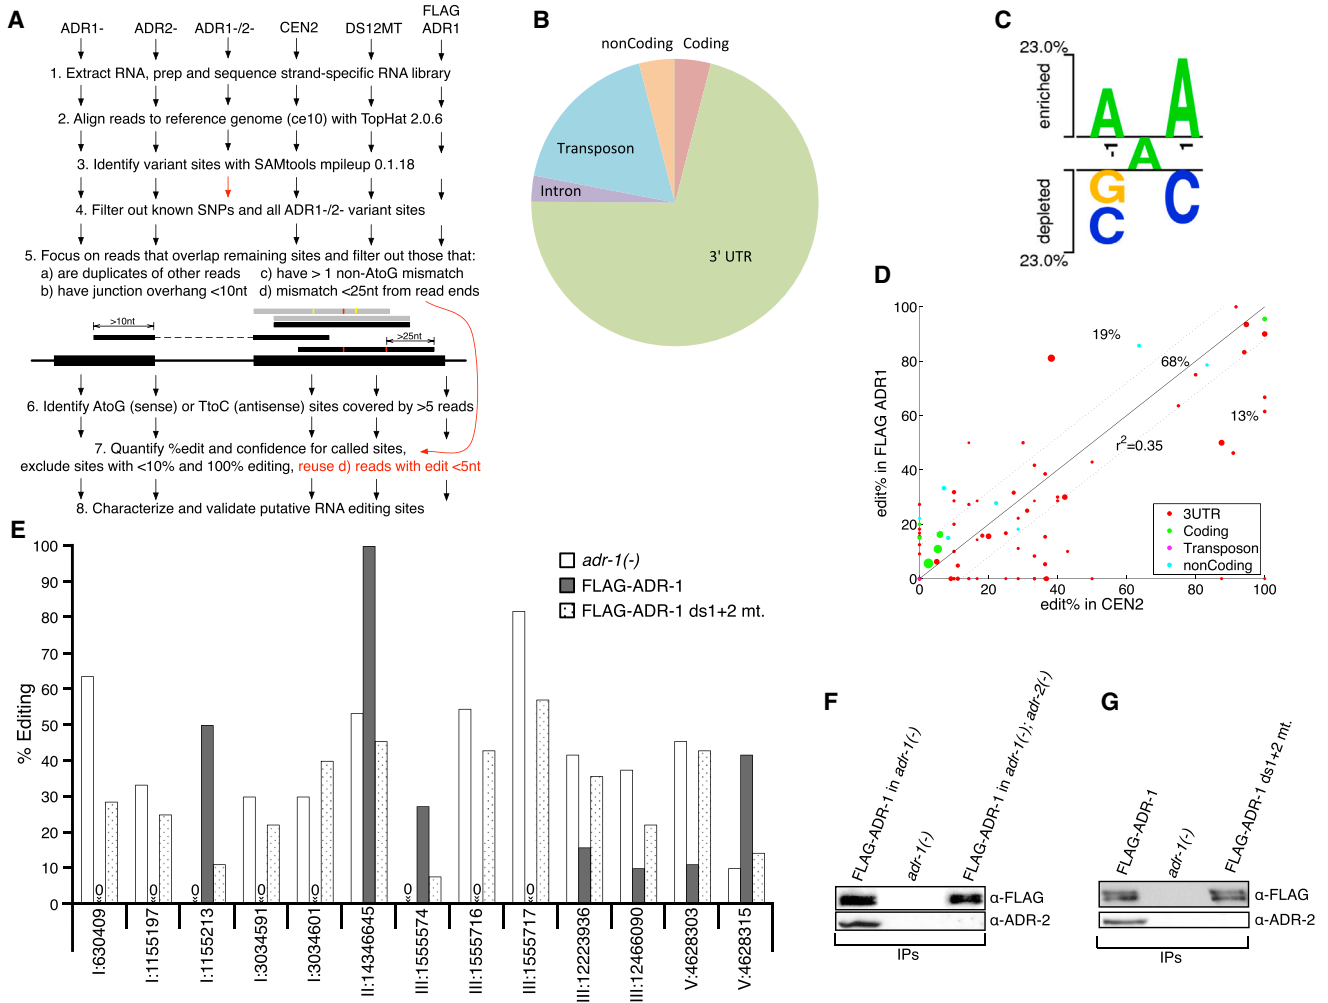 A
ADR1-
ADR2-
ADR1-/2-
CEN2
DS12MT
FLAG
ADR1
1. Extract RNA, prep and sequence strand-specific RNA library
2. Align reads to reference genome (ce10) with TopHat 2.0.6
3. Identify variant sites with SAMtools mpileup 0.1.18
4. Filter out known SNPs and all ADR1-/2- variant sites
5. Focus on reads that overlap remaining sites and filter out those that:
a) are duplicates of other reads c) have > 1 non-AtoG mismatch
b) have junction overhang <10nt d) mismatch <25nt from read ends
>10nt
>25nt
6. Identify AtoG (sense) or TtoC (antisense) sites covered by >5 reads
7. Quantify %edit and confidence for called sites,
exclude sites with <10% and 100% editing, reuse d) reads with edit <5nt
8. Characterize and validate putative RNA editing sites
B
nonCoding
Coding
Transposon
Intron
3' UTR
C
23.0%
enriched
depleted
23.0%
A
A
A
-1
1
G
C
C
D
100
80
60
40
20
0
edit% in FLAG ADR1
19%
68%
13%
r2=0.35
3UTR
Coding
Transposon
nonCoding
0
20
40
60
80
100
edit% in CEN2
E
100
90
80
70
60
50
40
30
20
10
0
% Editing
adr-1(-)
FLAG-ADR-1
FLAG-ADR-1 ds1+2 mt.
0
0
0
0
0
0
0
0
I:630409
I:1155197
I:1155213
I:3034591
I:3034601
II:14346645
III:1555574
III:1555716
III:1555717
III:12223936
III:12466090
V:4628303
V:4628315
F
FLAG-ADR-1 in adr-1(-)
adr-1(-)
FLAG-ADR-1 in adr-1(-); adr-2(-)
α-FLAG
α-ADR-2
IPs
G
FLAG-ADR-1
adr-1(-)
FLAG-ADR-1 ds1+2 mt.
α-FLAG
α-ADR-2
IPs